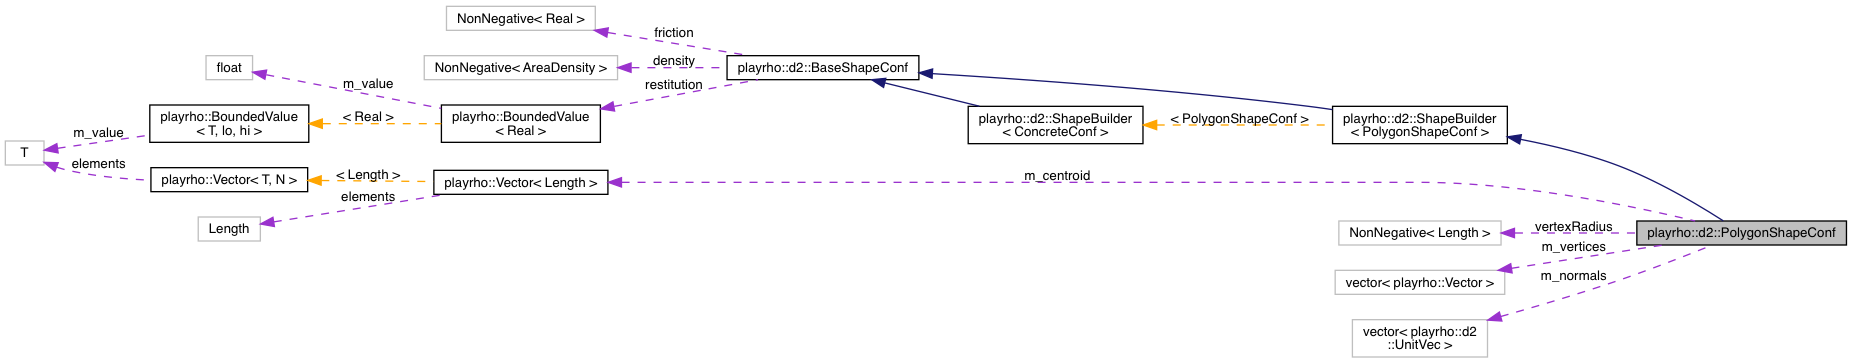 NonNegative< Real >
friction
float
NonNegative< AreaDensity >
density
playrho::d2::BaseShapeConf
m_value
restitution
playrho::BoundedValue
< T, lo, hi >
< Real >
playrho::BoundedValue
< Real >
playrho::d2::ShapeBuilder
< ConcreteConf >
< PolygonShapeConf >
playrho::d2::ShapeBuilder
< PolygonShapeConf >
m_value
T
elements
playrho::Vector< T, N >
< Length >
playrho::Vector< Length >
m_centroid
elements
Length
NonNegative< Length >
vertexRadius
playrho::d2::PolygonShapeConf
m_vertices
vector< playrho::Vector >
m_normals
vector< playrho::d2
::UnitVec >